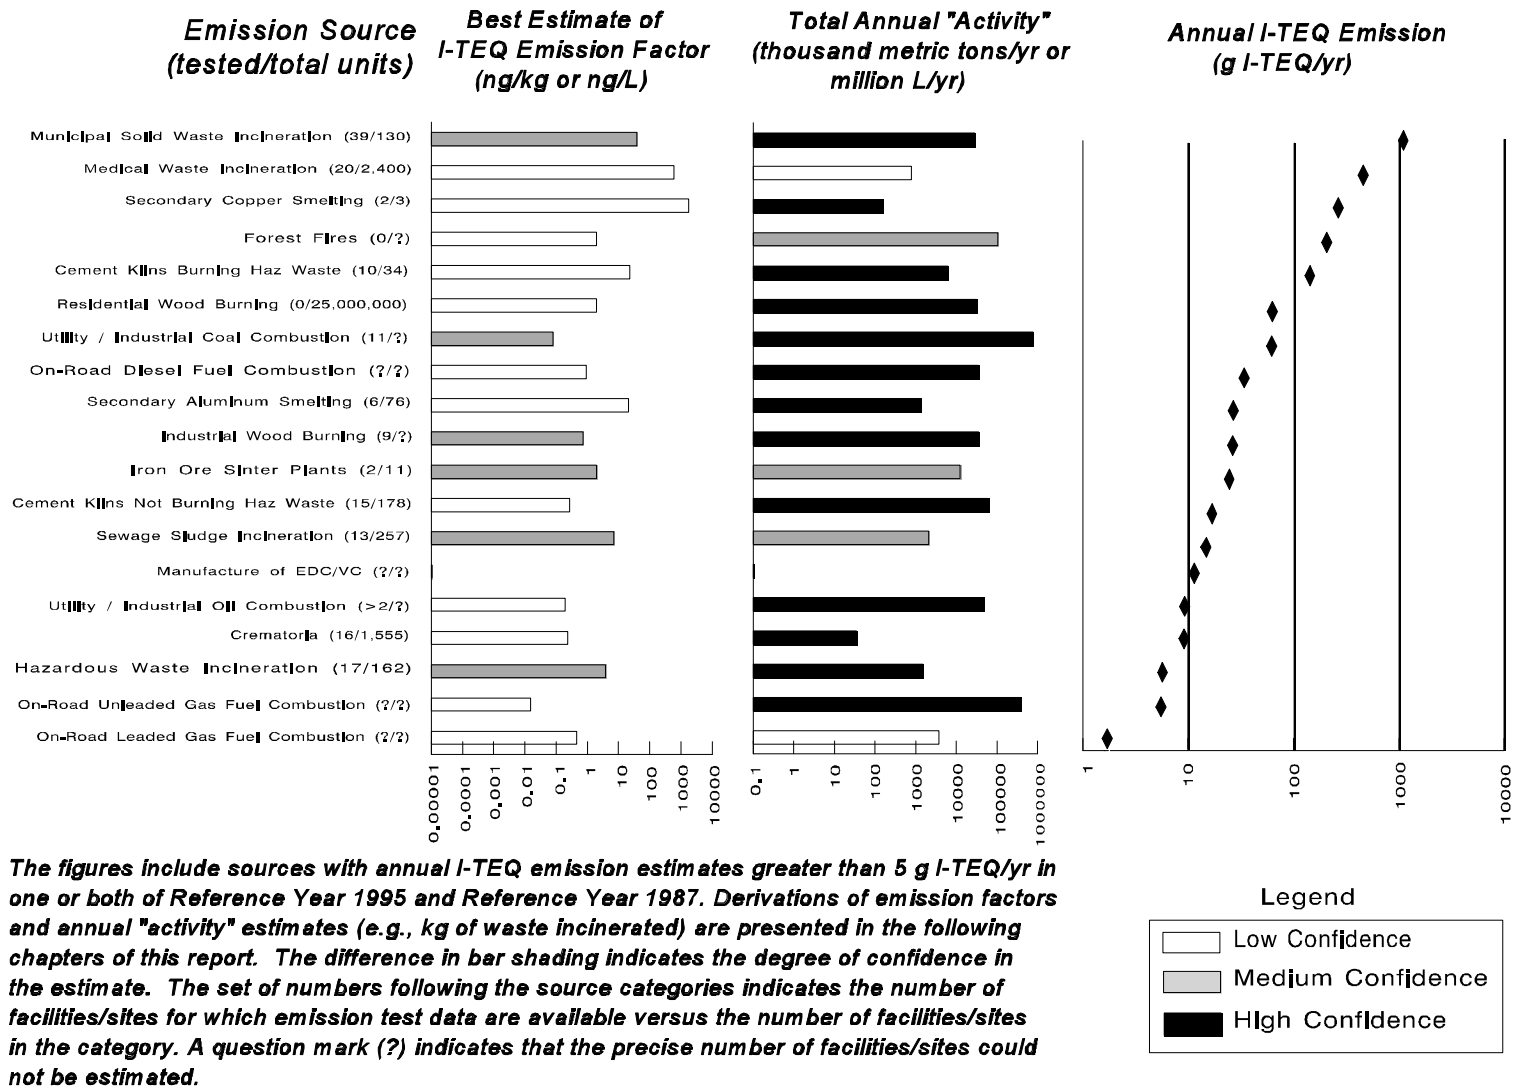 Emission Source
(tested/total units)
Best Estimate of
I-TEQ Emission Factor
(ng/kg or ng/L)
Total Annual "Activity"
(thousand metric tons/yr or
million L/yr)
Annual I-TEQ Emission
(g I-TEQ/yr)
Municipal Solid Waste Incineration (39/130)
Medical Waste Incineration (20/2,400)
Secondary Copper Smelting (2/3)
Forest Fires (0/?)
Cement Kilns Burning Haz Waste (10/34)
Residential Wood Burning (0/25,000,000)
Utility / Industrial Coal Combustion (11/?)
On-Road Diesel Fuel Combustion (?/?)
Secondary Aluminum Smelting (6/76)
Industrial Wood Burning (9/?)
Iron Ore Sinter Plants (2/11)
Cement Kilns Not Burning Haz Waste (15/178)
Sewage Sludge Incineration (13/257)
Manufacture of EDC/VC (?/?)
Utility / Industrial Oil Combustion (>2/?)
Crematoria (16/1,555)
Hazardous Waste Incineration (17/162)
On-Road Unleaded Gas Fuel Combustion (?/?)
On-Road Leaded Gas Fuel Combustion (?/?)
0.00001
0.0001
0.001
0.01
0.1
1
10
100
1000
10000
0.1
1
10
100
1000
10000
100000
1000000
1
10
100
1000
10000
The figures include sources with annual I-TEQ emission estimates greater than 5 g I-TEQ/yr in
one or both of Reference Year 1995 and Reference Year 1987. Derivations of emission factors
and annual "activity" estimates (e.g., kg of waste incinerated) are presented in the following
chapters of this report. The difference in bar shading indicates the degree of confidence in
the estimate. The set of numbers following the source categories indicates the number of
facilities/sites for which emission test data are available versus the number of facilities/sites
in the category. A question mark (?) indicates that the precise number of facilities/sites could
not be estimated.
Legend
Low Confidence
Medium Confidence
High Confidence